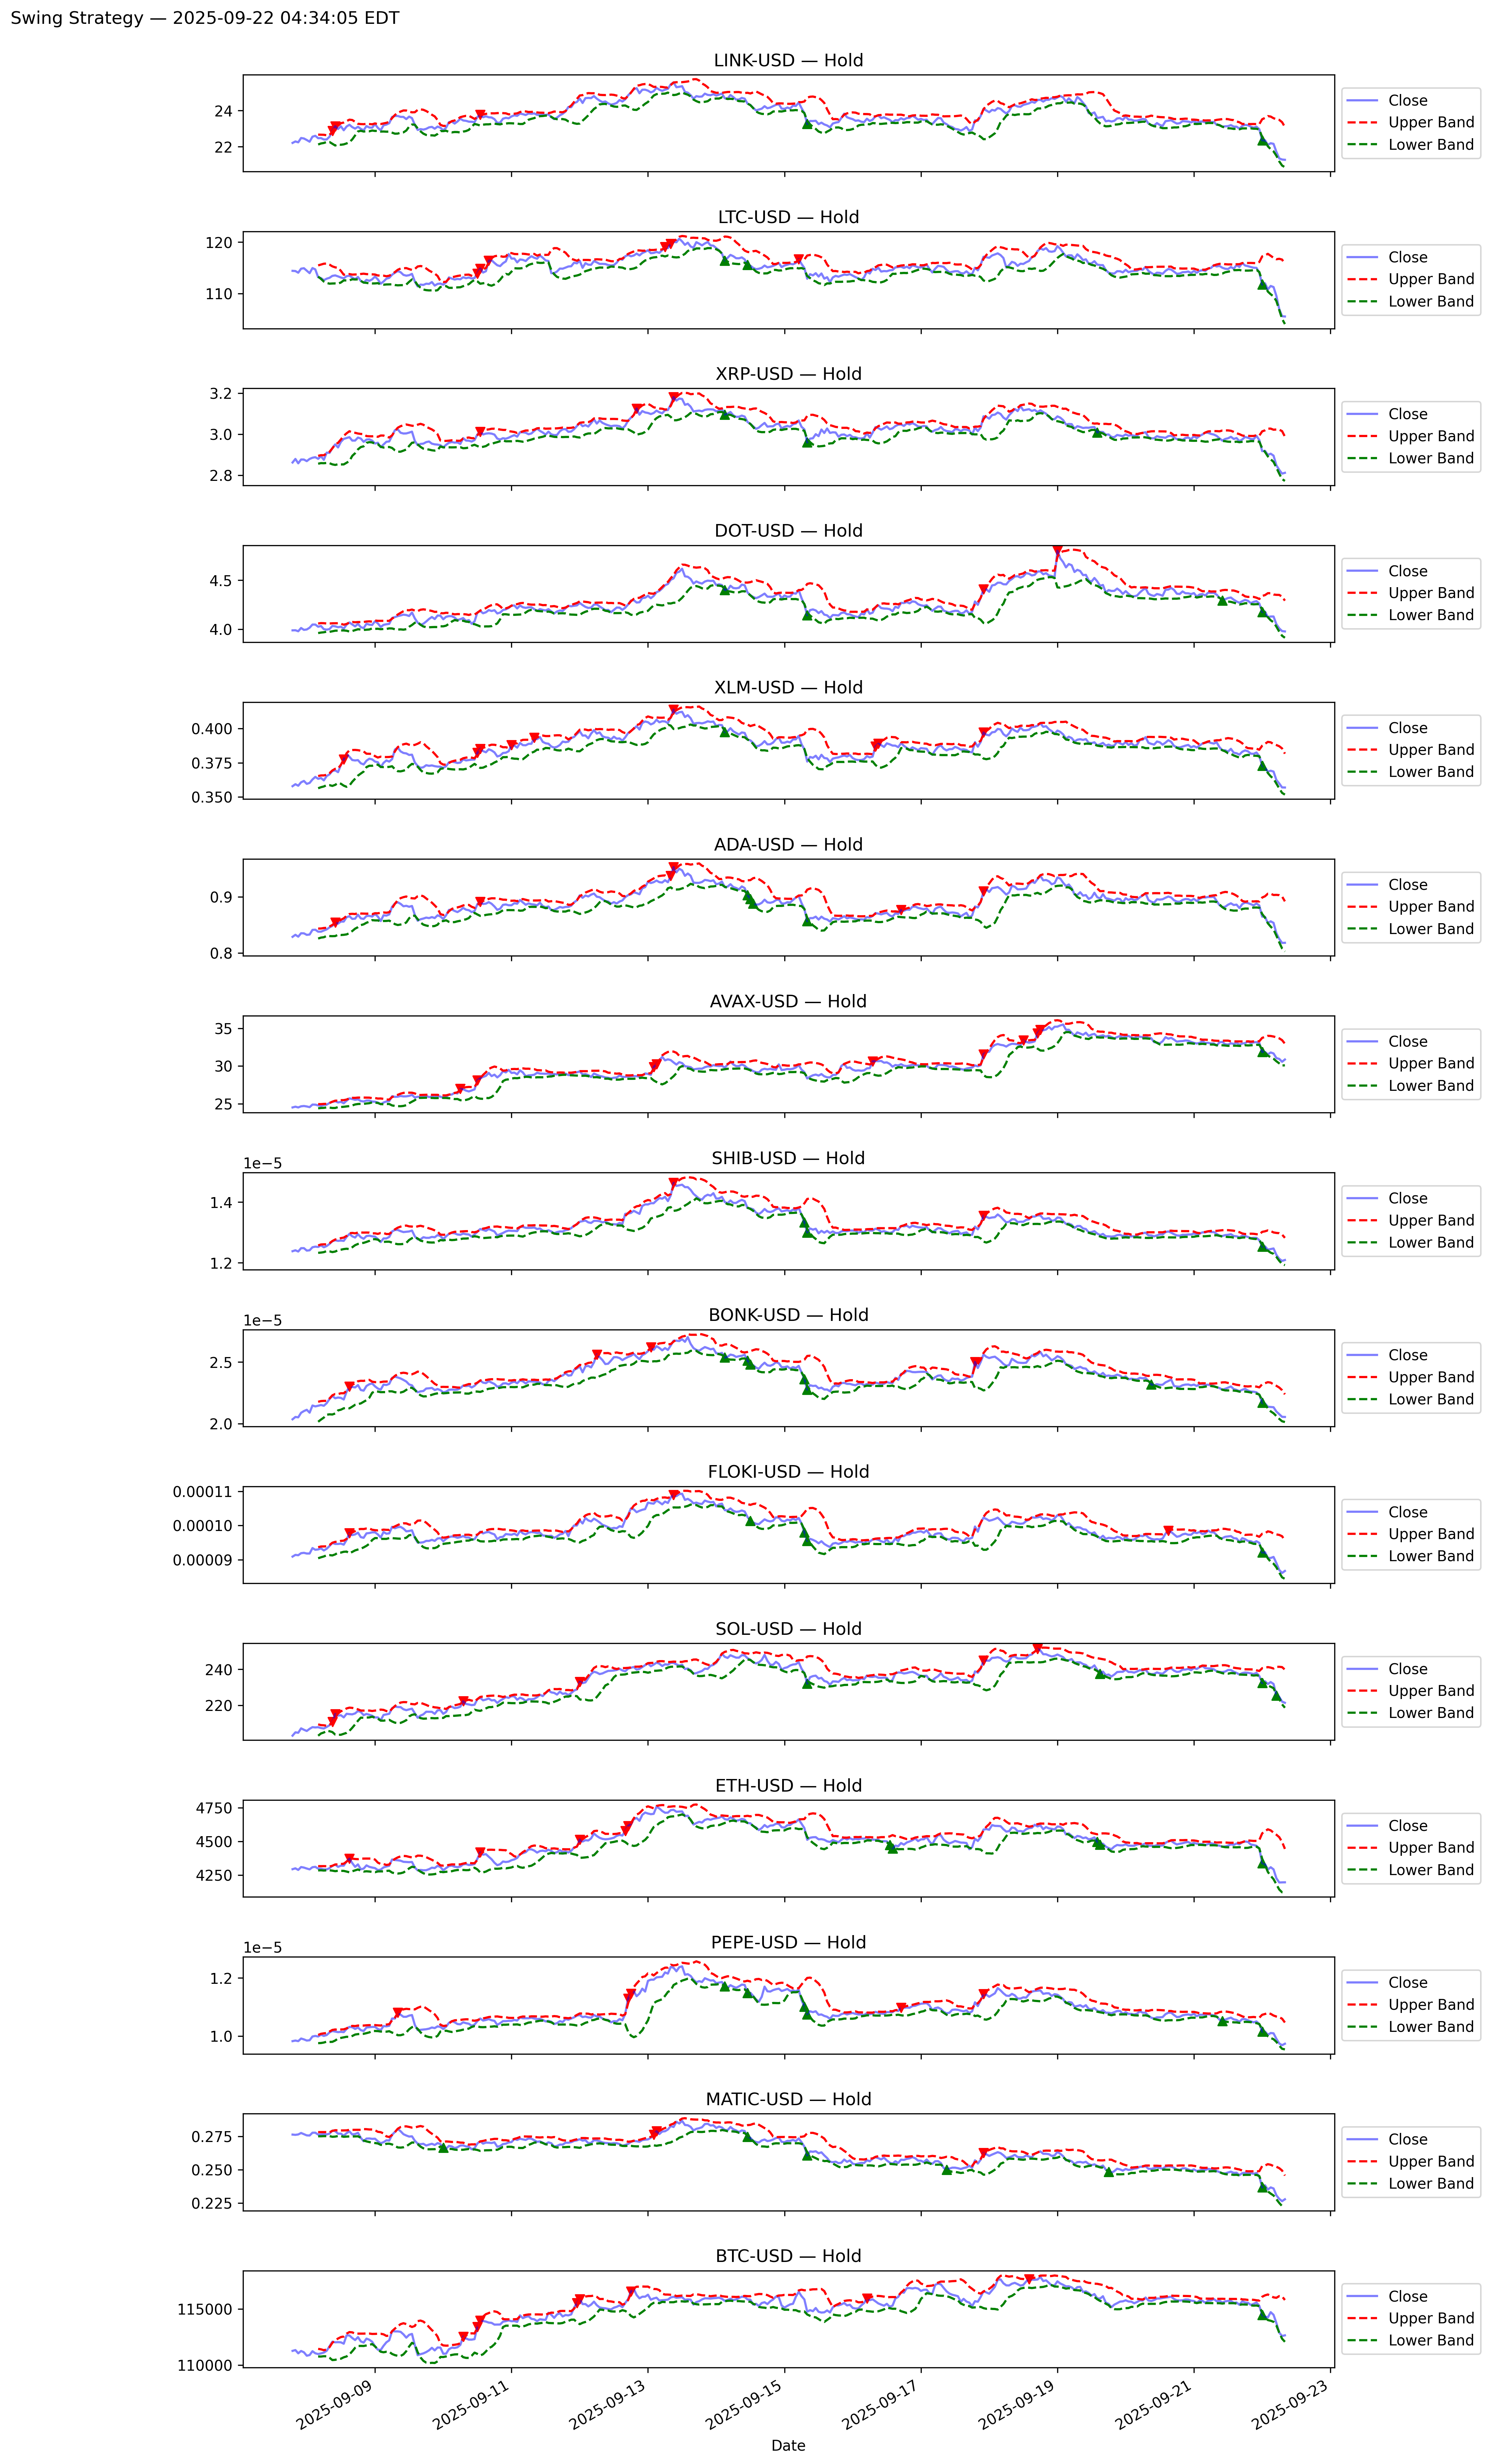 Swing Strategy — 2025-09-22 04:34:05 EDT
LINK-USD — Hold
24
22
Close
Upper Band
Lower Band
LTC-USD — Hold
120
110
Close
Upper Band
Lower Band
XRP-USD — Hold
3.2
3.0
2.8
Close
Upper Band
Lower Band
DOT-USD — Hold
4.5
4.0
Close
Upper Band
Lower Band
XLM-USD — Hold
0.400
0.375
0.350
Close
Upper Band
Lower Band
ADA-USD — Hold
0.9
0.8
Close
Upper Band
Lower Band
AVAX-USD — Hold
35
30
25
Close
Upper Band
Lower Band
SHIB-USD — Hold
1e−5
1.4
1.2
Close
Upper Band
Lower Band
BONK-USD — Hold
1e−5
2.5
2.0
Close
Upper Band
Lower Band
FLOKI-USD — Hold
0.00011
0.00010
0.00009
Close
Upper Band
Lower Band
SOL-USD — Hold
240
220
Close
Upper Band
Lower Band
ETH-USD — Hold
4750
4500
4250
Close
Upper Band
Lower Band
PEPE-USD — Hold
1e−5
1.2
1.0
Close
Upper Band
Lower Band
MATIC-USD — Hold
0.275
0.250
0.225
Close
Upper Band
Lower Band
BTC-USD — Hold
115000
110000
Close
Upper Band
Lower Band
2025-09-09
2025-09-11
2025-09-13
2025-09-15
2025-09-17
2025-09-19
2025-09-21
2025-09-23
Date